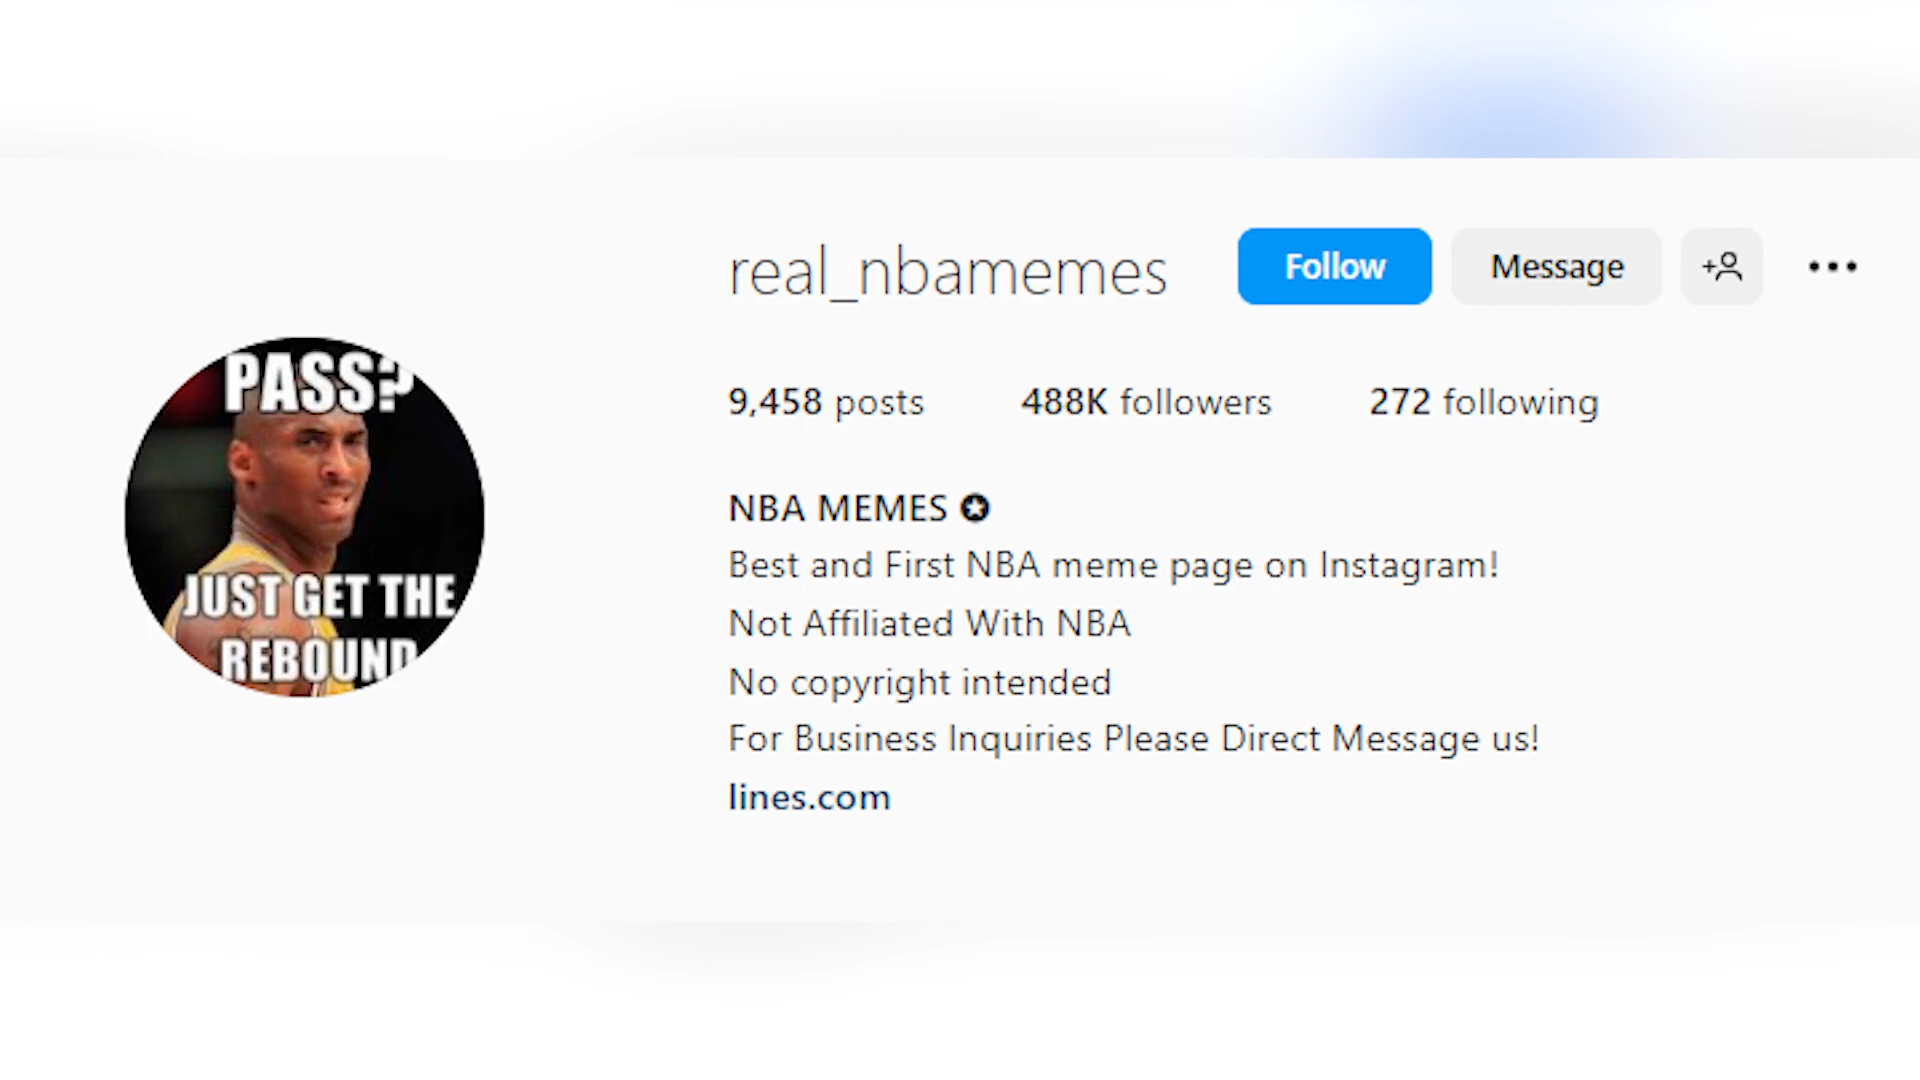 real_nbamemes Follow Message
9,458 posts 488K followers 272 following
NBA MEMES
Best and First NBA meme page on Instagram!
Not Affiliated With NBA
No copyright intended
For Business Inquiries Please Direct Message us!
lines.com
PASS?
JUST GET THE
REBOUND